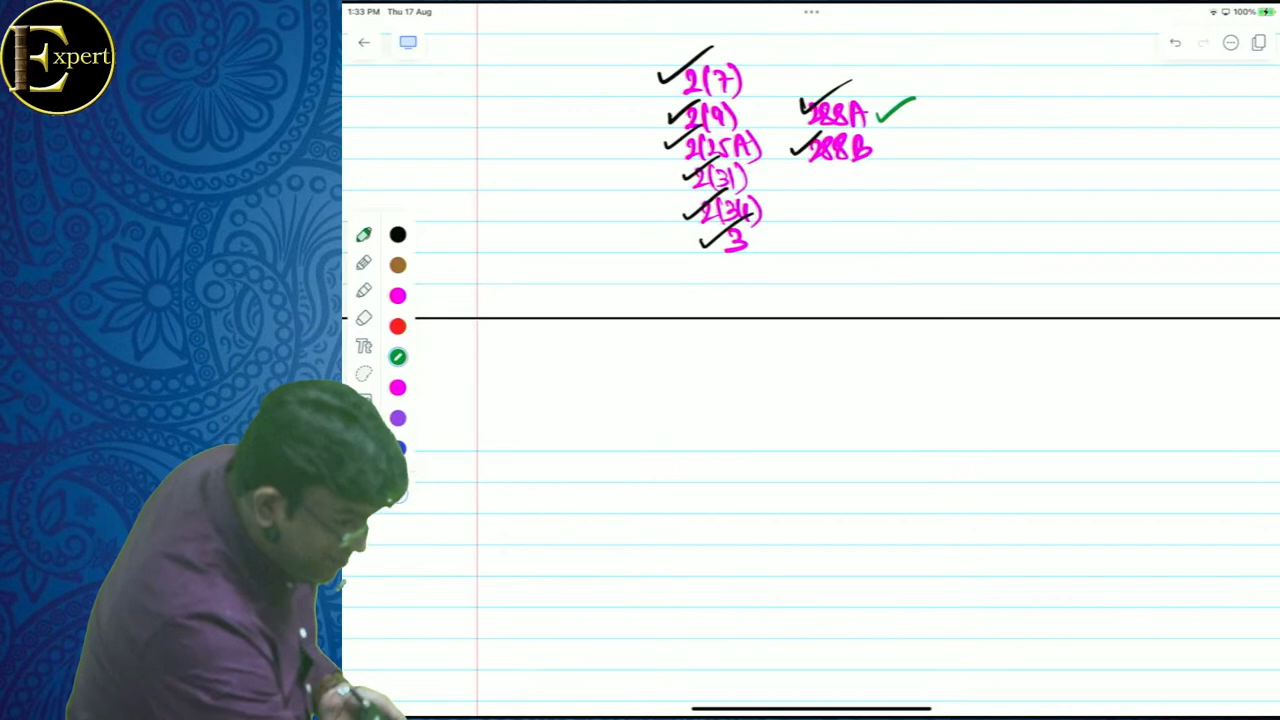 Expert
1:33 PM Thu 17 Aug
100%
2(7)
2(9)
2(25A)
2(31)
2(34)
3
288A
288B
Tt